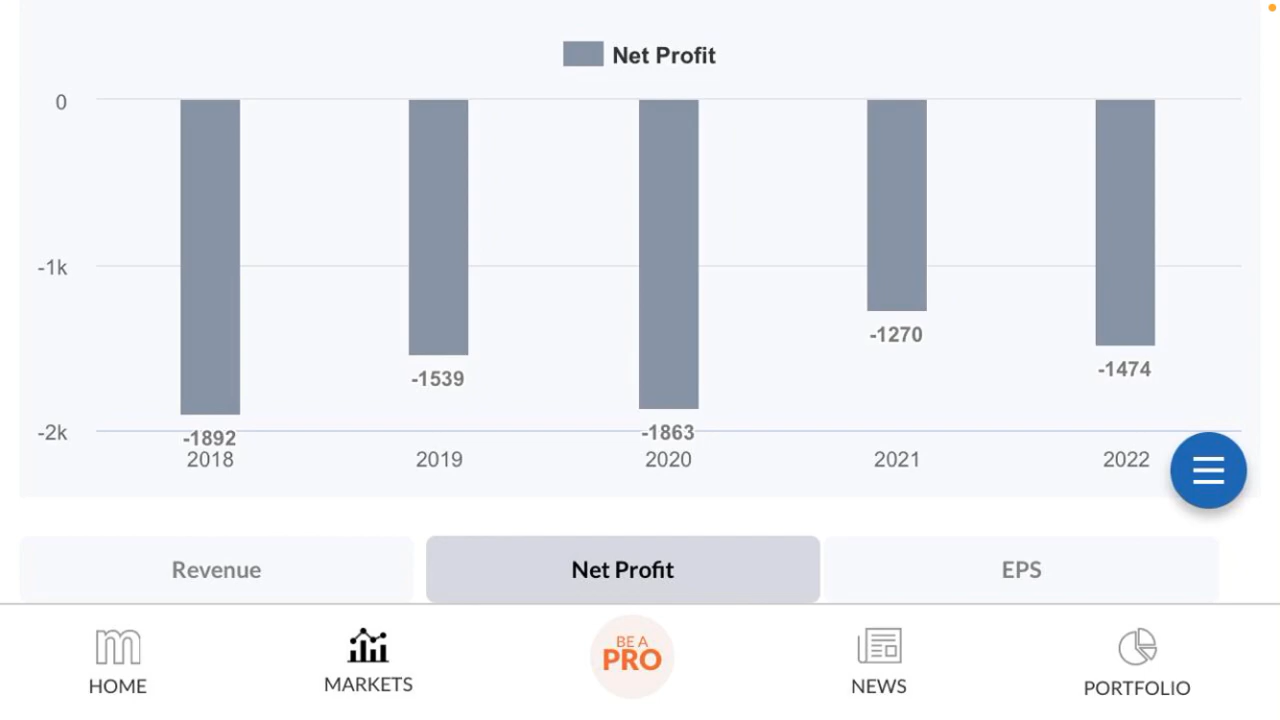 Net Profit
0
-1k
-2k
-1892
-1539
-1863
-1270
-1474
2018
2019
2020
2021
2022
Revenue
Net Profit
EPS
m
HOME
MARKETS
BE A
PRO
NEWS
PORTFOLIO